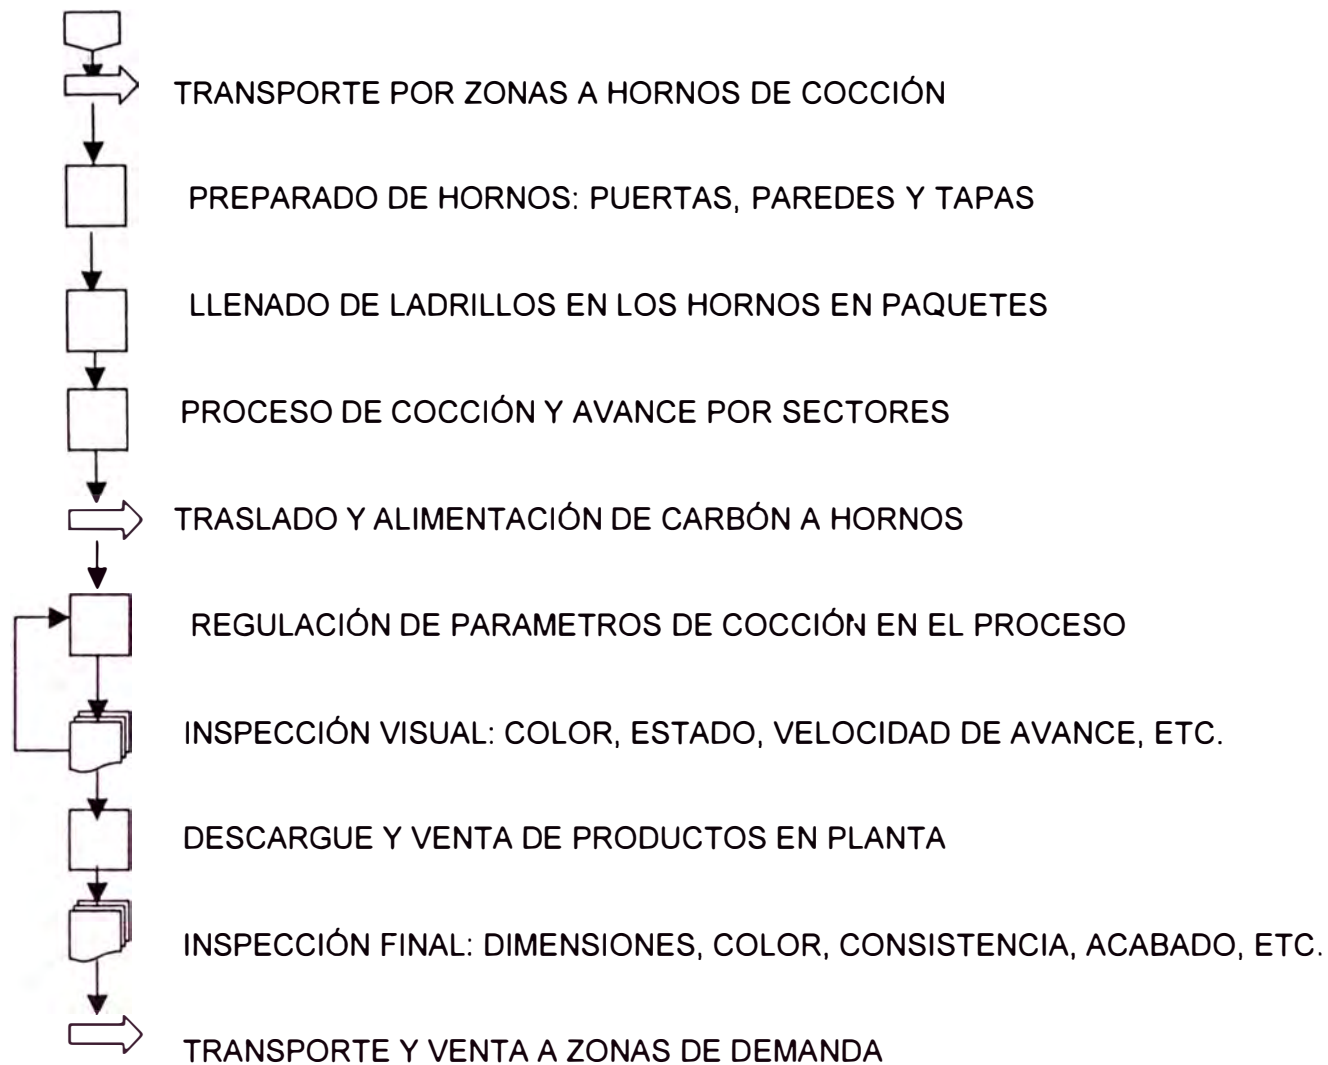 TRANSPORTE POR ZONAS A HORNOS DE COCCIÓN
PREPARADO DE HORNOS: PUERTAS, PAREDES Y TAPAS
LLENADO DE LADRILLOS EN LOS HORNOS EN PAQUETES
PROCESO DE COCCIÓN Y AVANCE POR SECTORES
TRASLADO Y ALIMENTACIÓN DE CARBÓN A HORNOS
REGULACIÓN DE PARAMETROS DE COCCIÓN EN EL PROCESO
INSPECCIÓN VISUAL: COLOR, ESTADO, VELOCIDAD DE AVANCE, ETC.
DESCARGUE Y VENTA DE PRODUCTOS EN PLANTA
INSPECCIÓN FINAL: DIMENSIONES, COLOR, CONSISTENCIA, ACABADO, ETC.
TRANSPORTE Y VENTA A ZONAS DE DEMANDA